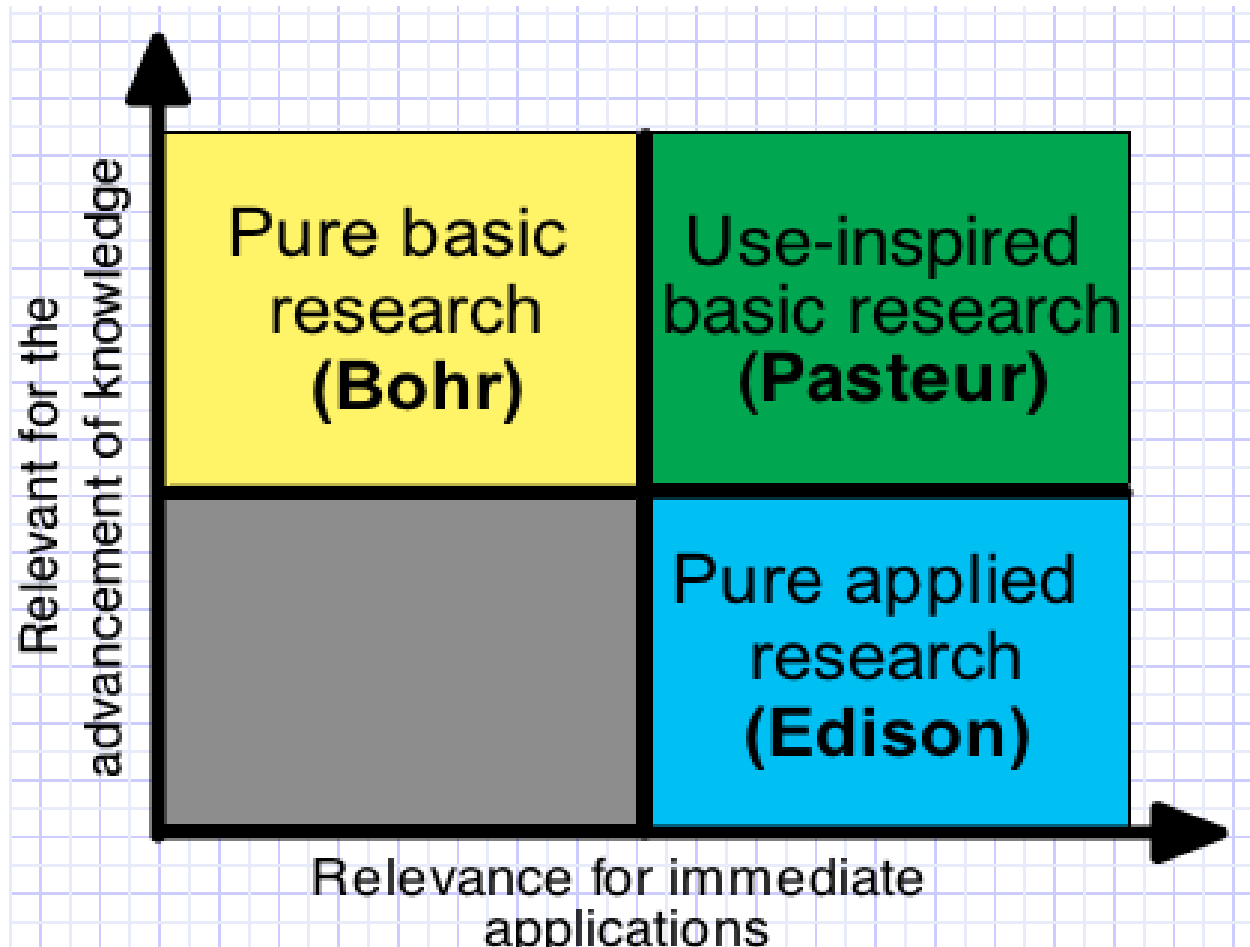 Relevant for the
advancement of knowledge
Pure basic
research
(Bohr)
Use-inspired
basic research
(Pasteur)
Pure applied
research
(Edison)
Relevance for immediate
applications